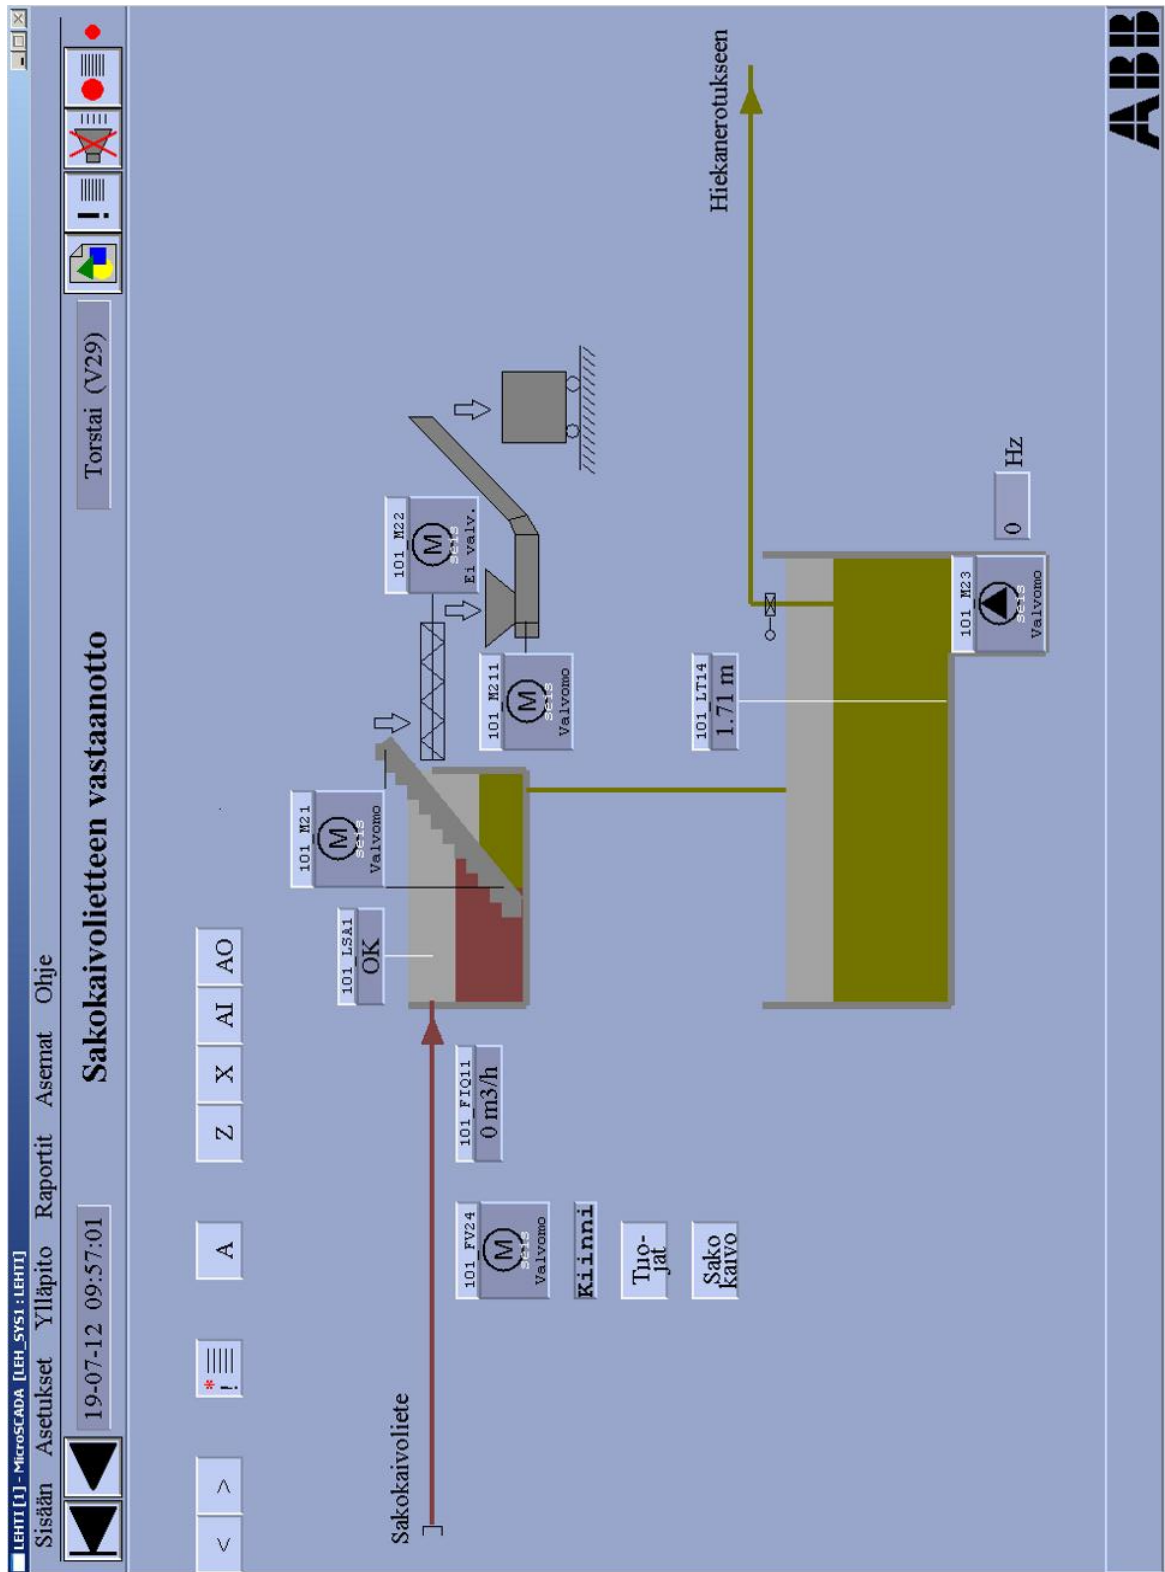 LEHTI [1] - MicroSCADA [LEH_SYS1 : LEHTI]
Sisään Asetukset Ylläpito Raportit Asemat Ohje
19-07-12 09:57:01
Sakokaivolietteen vastaanotto
Torstai (V29)
< > ! * A Z X AI AO
101_M21
M
seis
Valvomo
101_LSA1
OK
101_M22
M
seis
Ei valv.
Sakokaivoliete
101_FV24
M
seis
Valvomo
101_FIQ11
0 m3/h
101_M211
M
seis
Valvomo
Kiinni
Tuo-
jat
Sako
kaivo
101_LT14
1.71 m
Hiekanerotukseen
101_M23
seis
Valvomo
0 Hz
ABB